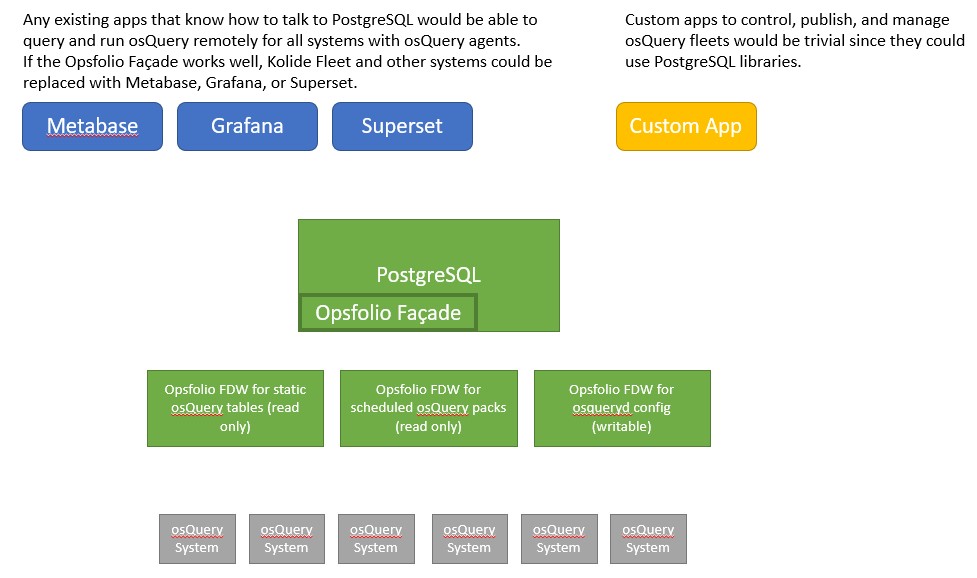 Any existing apps that know how to talk to PostgreSQL would be able to
query and run osQuery remotely for all systems with osQuery agents.
If the Opsfolio Façade works well, Kolide Fleet and other systems could be
replaced with Metabase, Grafana, or Superset.
Custom apps to control, publish, and manage
osQuery fleets would be trivial since they could
use PostgreSQL libraries.
Metabase
Grafana
Superset
Custom App
PostgreSQL
Opsfolio Façade
Opsfolio FDW for static
osQuery tables (read
only)
Opsfolio FDW for
scheduled osQuery packs
(read only)
Opsfolio FDW for
osqueryd config
(writable)
osQuery
System
osQuery
System
osQuery
System
osQuery
System
osQuery
System
osQuery
System